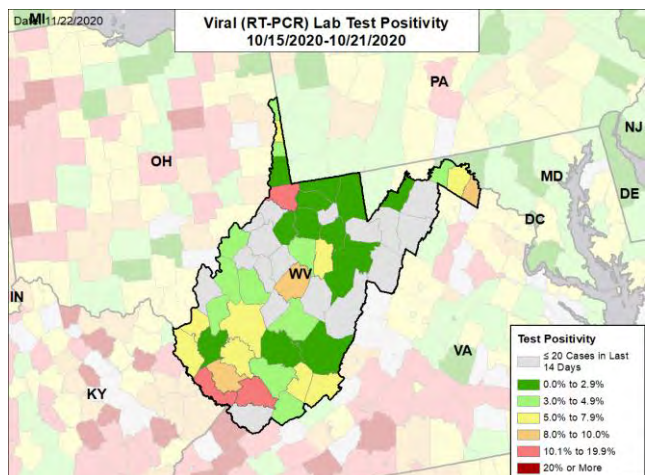 Date: 11/22/2020
Viral (RT-PCR) Lab Test Positivity
10/15/2020-10/21/2020
MI
PA
OH
NJ
MD
DE
DC
WV
IN
VA
KY
Test Positivity
≤ 20 Cases in Last
14 Days
0.0% to 2.9%
3.0% to 4.9%
5.0% to 7.9%
8.0% to 10.0%
10.1% to 19.9%
20% or More